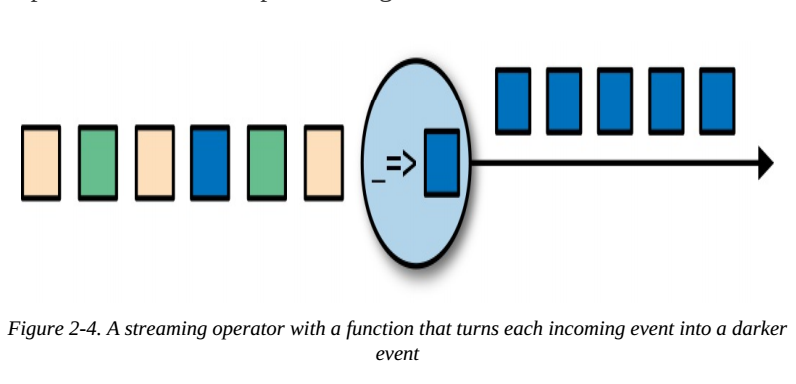 _=>
Figure 2-4. A streaming operator with a function that turns each incoming event into a darker
event